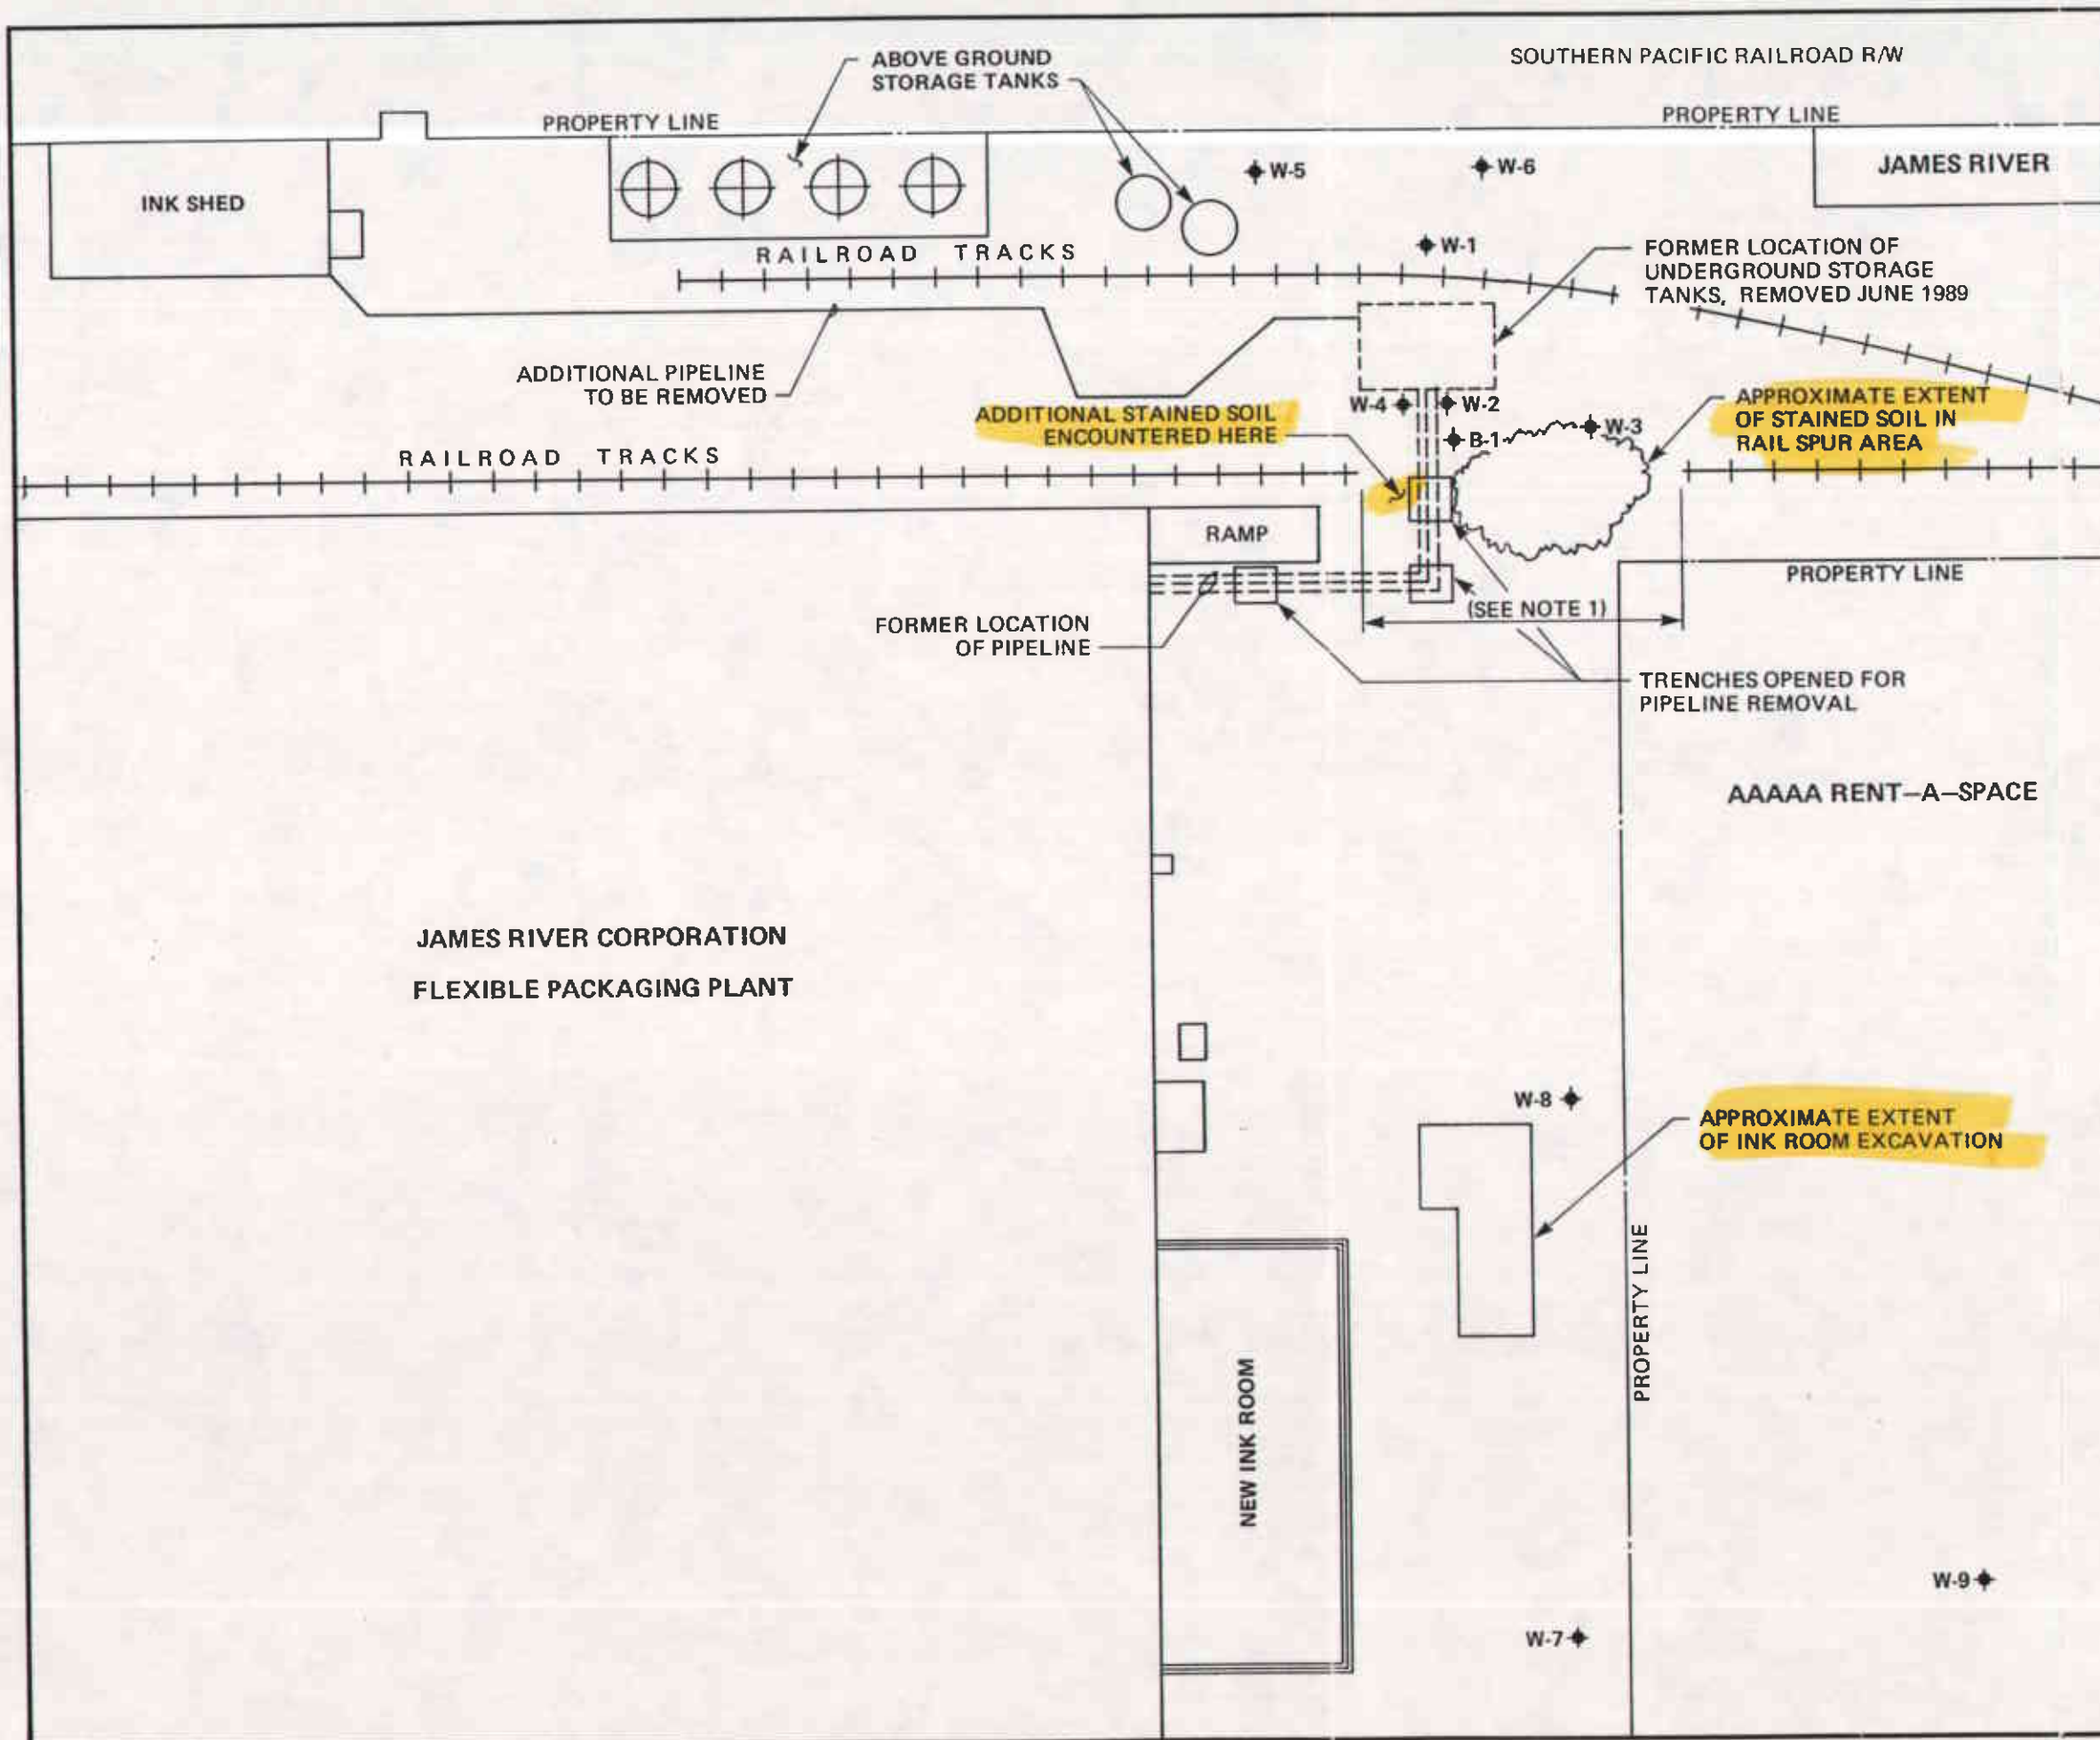 ABOVE GROUND
STORAGE TANKS
SOUTHERN PACIFIC RAILROAD R/W
PROPERTY LINE
PROPERTY LINE
INK SHED
W-5
W-6
JAMES RIVER
RAILROAD TRACKS
W-1
FORMER LOCATION OF
UNDERGROUND STORAGE
TANKS, REMOVED JUNE 1989
ADDITIONAL PIPELINE
TO BE REMOVED
ADDITIONAL STAINED SOIL
ENCOUNTERED HERE
W-4
W-2
B-1
W-3
APPROXIMATE EXTENT
OF STAINED SOIL IN
RAIL SPUR AREA
RAILROAD TRACKS
RAMP
PROPERTY LINE
(SEE NOTE 1)
FORMER LOCATION
OF PIPELINE
TRENCHES OPENED FOR
PIPELINE REMOVAL
AAAAA RENT-A-SPACE
JAMES RIVER CORPORATION
FLEXIBLE PACKAGING PLANT
W-8
APPROXIMATE EXTENT
OF INK ROOM EXCAVATION
PROPERTY LINE
NEW INK ROOM
W-9
W-7